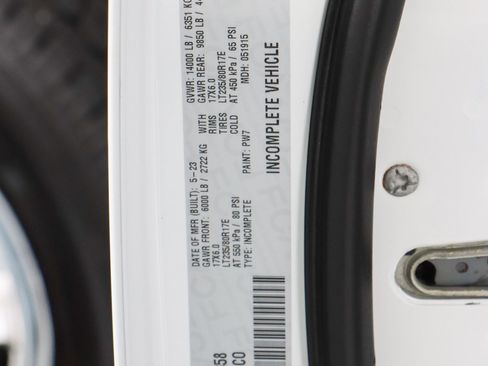 DATE OF MFR (BUILT): 5-23 GVWR: 14000 LB / 6351 KG
GAWR FRONT: 6000 LB / 2722 KG WITH GAWR REAR: 9850 LB /
17X6.0 RIMS 17X6.0
LT235/80R17E TIRES LT235/80R17E
AT 550 kPa / 80 PSI COLD AT 450 kPa / 65 PSI
TYPE: INCOMPLETE MDH: 051915
PAINT: PW7
INCOMPLETE VEHICLE
58
CO